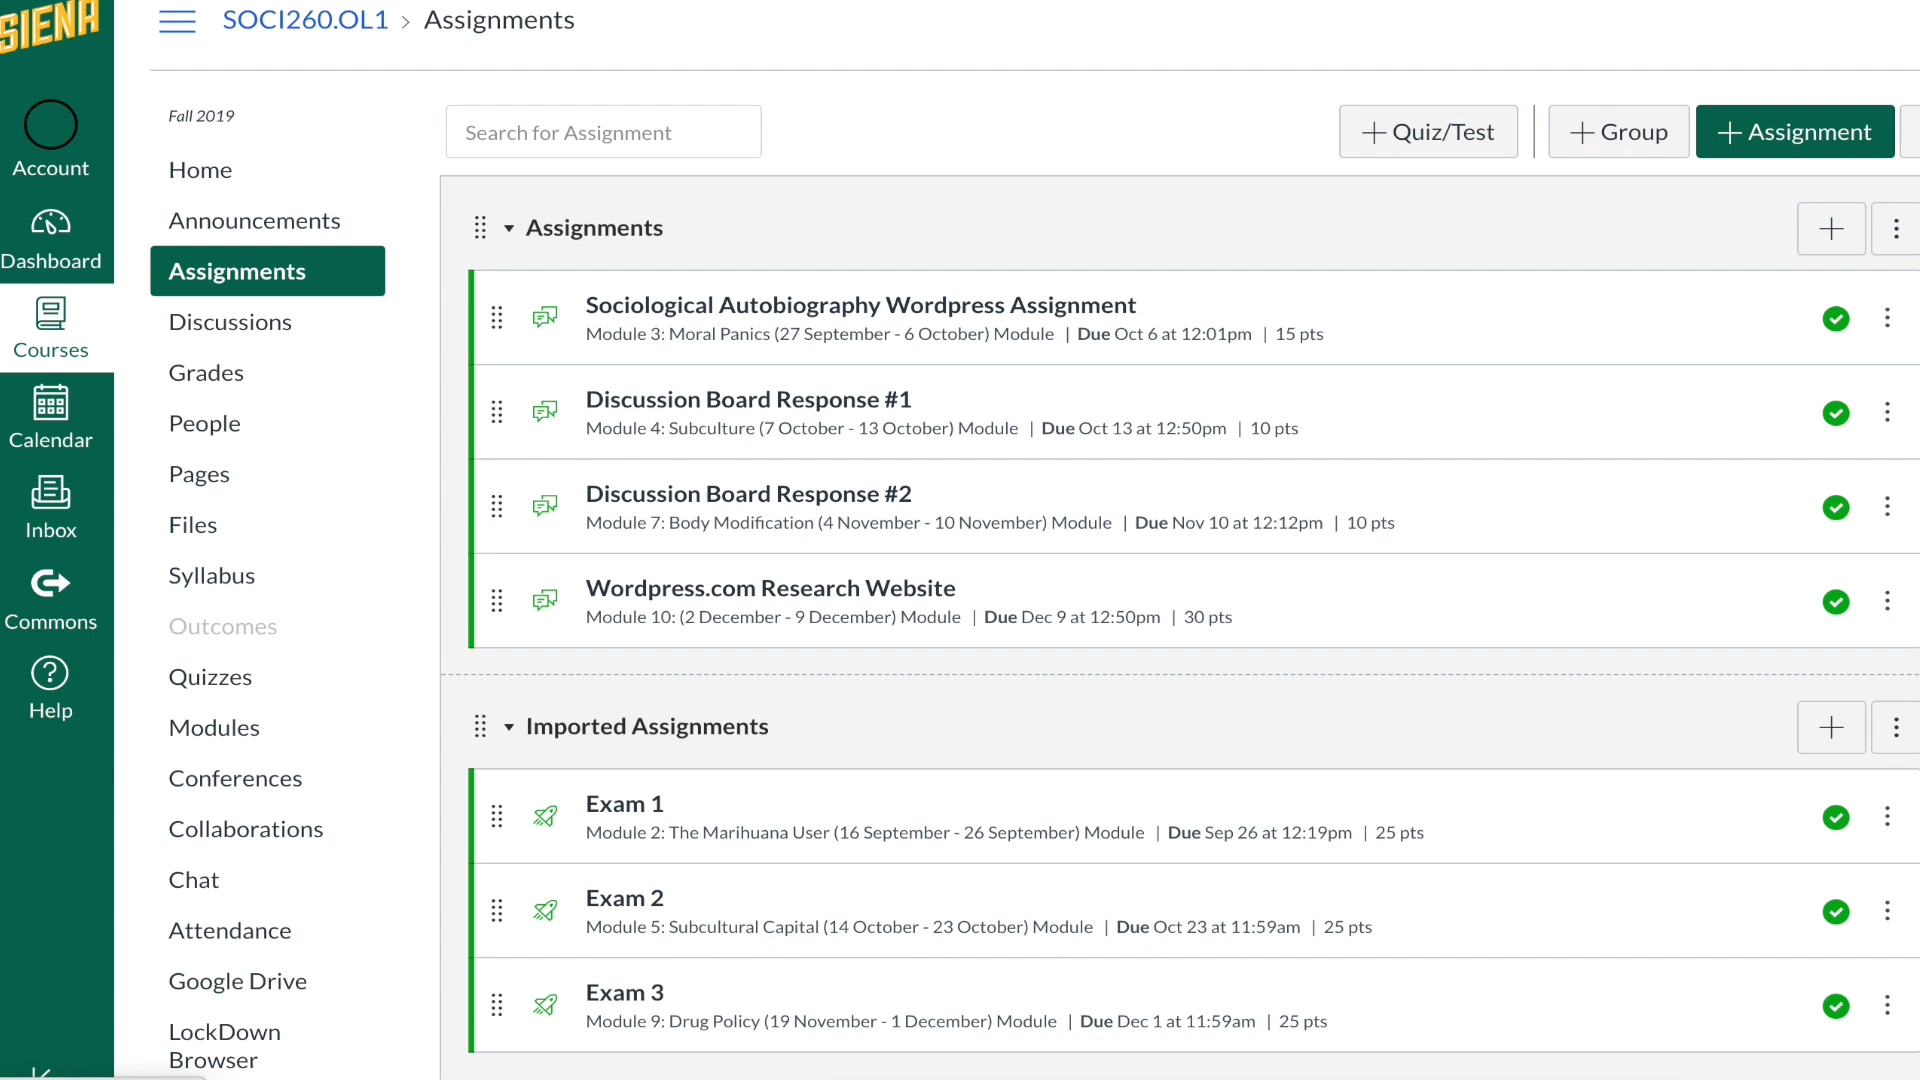 SIENA
SOCI260.OL1 > Assignments
Account
Dashboard
Courses
Calendar
Inbox
Commons
Help
Fall 2019
Home
Announcements
Assignments
Discussions
Grades
People
Pages
Files
Syllabus
Outcomes
Quizzes
Modules
Conferences
Collaborations
Chat
Attendance
Google Drive
LockDown
Browser
Search for Assignment
+ Quiz/Test
+ Group
+ Assignment
Assignments
Sociological Autobiography Wordpress Assignment
Module 3: Moral Panics (27 September - 6 October) Module | Due Oct 6 at 12:01pm | 15 pts
Discussion Board Response #1
Module 4: Subculture (7 October - 13 October) Module | Due Oct 13 at 12:50pm | 10 pts
Discussion Board Response #2
Module 7: Body Modification (4 November - 10 November) Module | Due Nov 10 at 12:12pm | 10 pts
Wordpress.com Research Website
Module 10: (2 December - 9 December) Module | Due Dec 9 at 12:50pm | 30 pts
Imported Assignments
Exam 1
Module 2: The Marihuana User (16 September - 26 September) Module | Due Sep 26 at 12:19pm | 25 pts
Exam 2
Module 5: Subcultural Capital (14 October - 23 October) Module | Due Oct 23 at 11:59am | 25 pts
Exam 3
Module 9: Drug Policy (19 November - 1 December) Module | Due Dec 1 at 11:59am | 25 pts